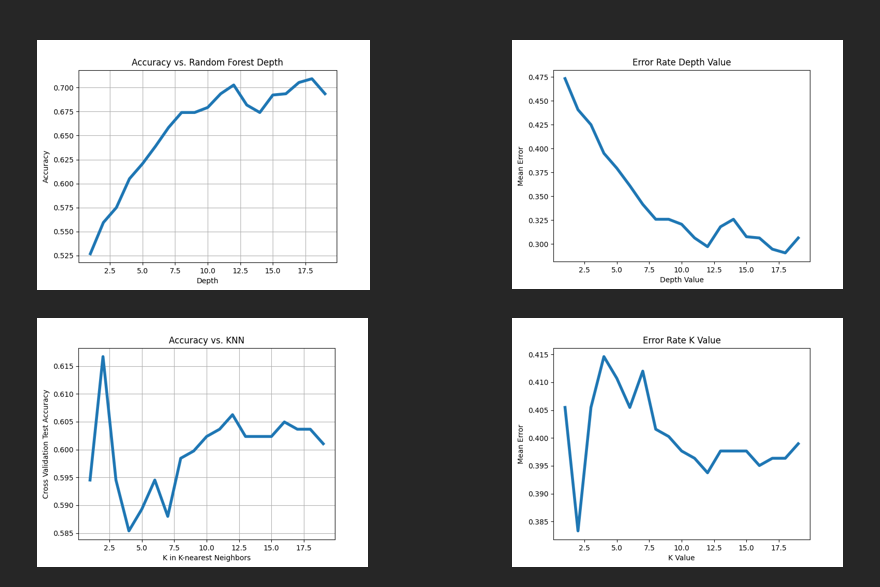 Accuracy vs. Random Forest Depth
0.700
0.675
0.650
0.625
0.600
0.575
0.550
0.525
Accuracy
2.5 5.0 7.5 10.0 12.5 15.0 17.5
Depth
Error Rate Depth Value
0.475
0.450
0.425
0.400
0.375
0.350
0.325
0.300
Mean Error
2.5 5.0 7.5 10.0 12.5 15.0 17.5
Depth Value
Accuracy vs. KNN
0.615
0.610
0.605
0.600
0.595
0.590
0.585
Cross Validation Test Accuracy
2.5 5.0 7.5 10.0 12.5 15.0 17.5
K in K-nearest Neighbors
Error Rate K Value
0.415
0.410
0.405
0.400
0.395
0.390
0.385
Mean Error
2.5 5.0 7.5 10.0 12.5 15.0 17.5
K Value